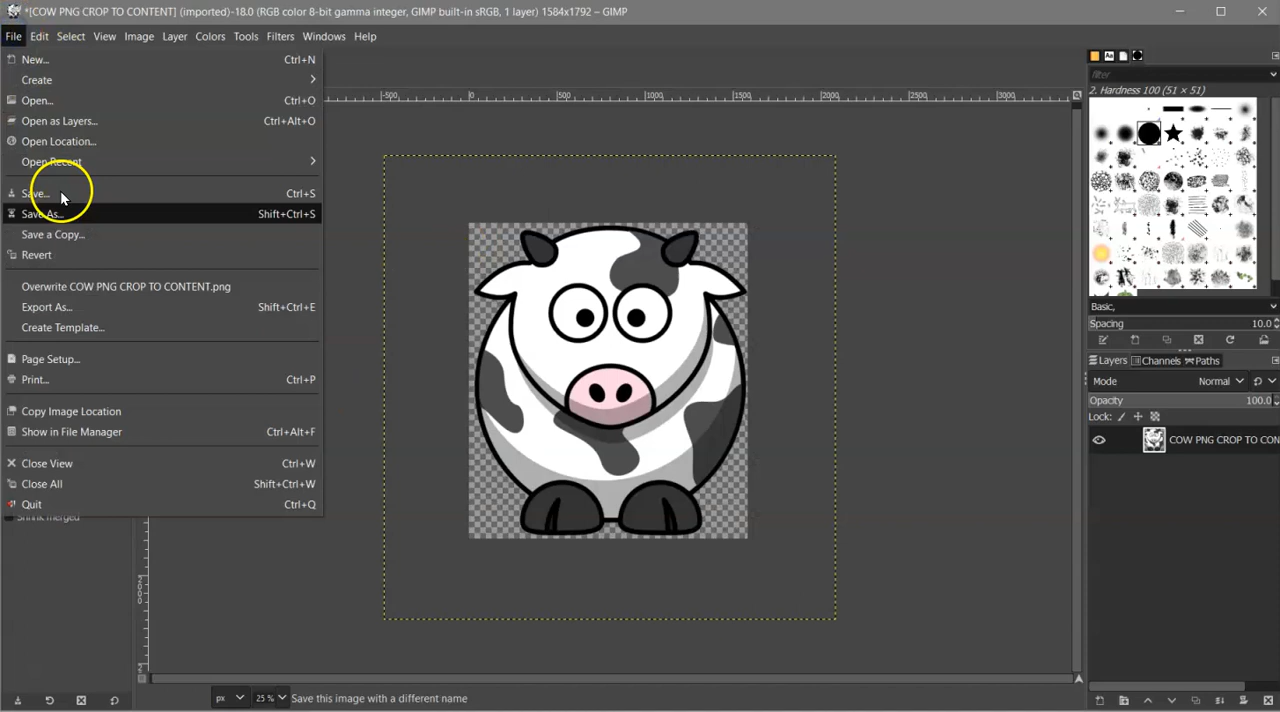 *[COW PNG CROP TO CONTENT] (imported)-18.0 (RGB color 8-bit gamma integer, GIMP built-in sRGB, 1 layer) 1584x1792 – GIMP
File Edit Select View Image Layer Colors Tools Filters Windows Help
New... Ctrl+N
Create
Open... Ctrl+O
Open as Layers... Ctrl+Alt+O
Open Location...
Open Recent
Save... Ctrl+S
Save As... Shift+Ctrl+S
Save a Copy...
Revert
Overwrite COW PNG CROP TO CONTENT.png
Export As... Shift+Ctrl+E
Create Template...
Page Setup...
Print... Ctrl+P
Copy Image Location
Show in File Manager Ctrl+Alt+F
Close View Ctrl+W
Close All Shift+Ctrl+W
Quit Ctrl+Q
Shrink merged
-500 0 500 1000 1500 2000 2500 3000
2000
px 25 % Save this image with a different name
Aa
filter
2. Hardness 100 (51 × 51)
Basic,
Spacing 10.0
Layers Channels Paths
Mode Normal
Opacity 100.0
Lock:
COW PNG CROP TO CON